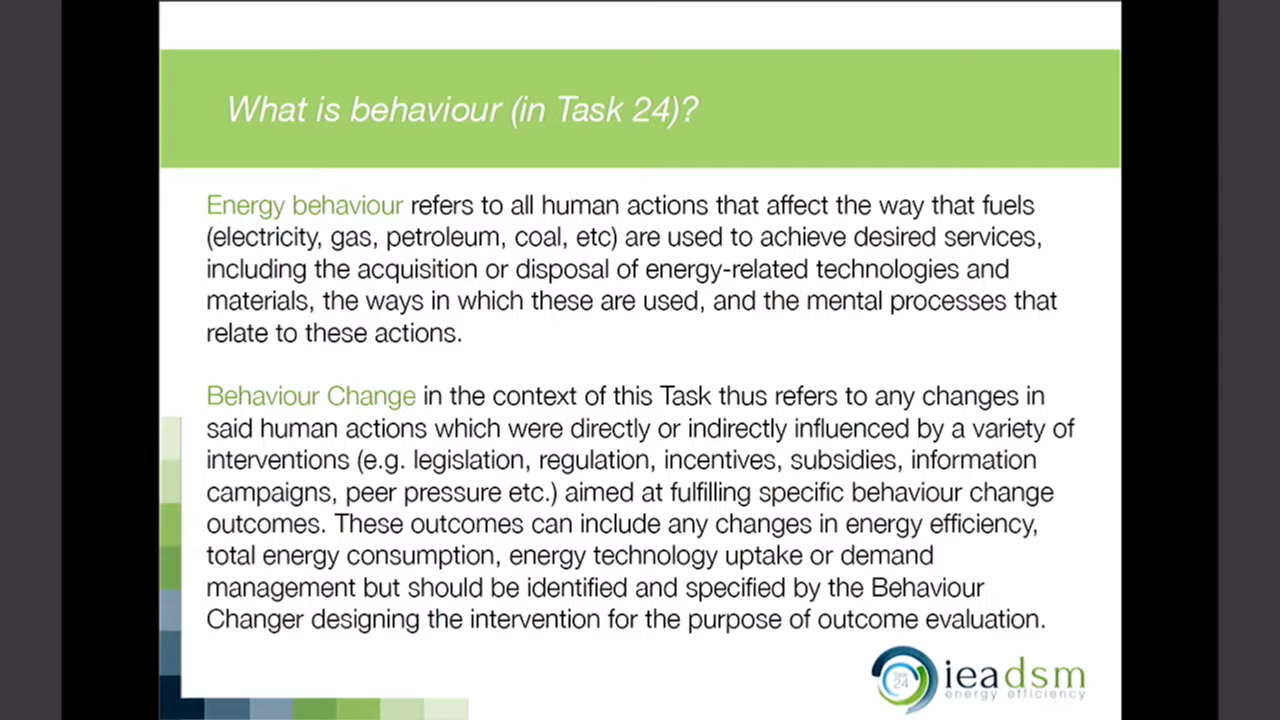 What is behaviour (in Task 24)?
Energy behaviour refers to all human actions that affect the way that fuels
(electricity, gas, petroleum, coal, etc) are used to achieve desired services,
including the acquisition or disposal of energy-related technologies and
materials, the ways in which these are used, and the mental processes that
relate to these actions.
Behaviour Change in the context of this Task thus refers to any changes in
said human actions which were directly or indirectly influenced by a variety of
interventions (e.g. legislation, regulation, incentives, subsidies, information
campaigns, peer pressure etc.) aimed at fulfilling specific behaviour change
outcomes. These outcomes can include any changes in energy efficiency,
total energy consumption, energy technology uptake or demand
management but should be identified and specified by the Behaviour
Changer designing the intervention for the purpose of outcome evaluation.
Task
24
ieadsm
energy efficiency